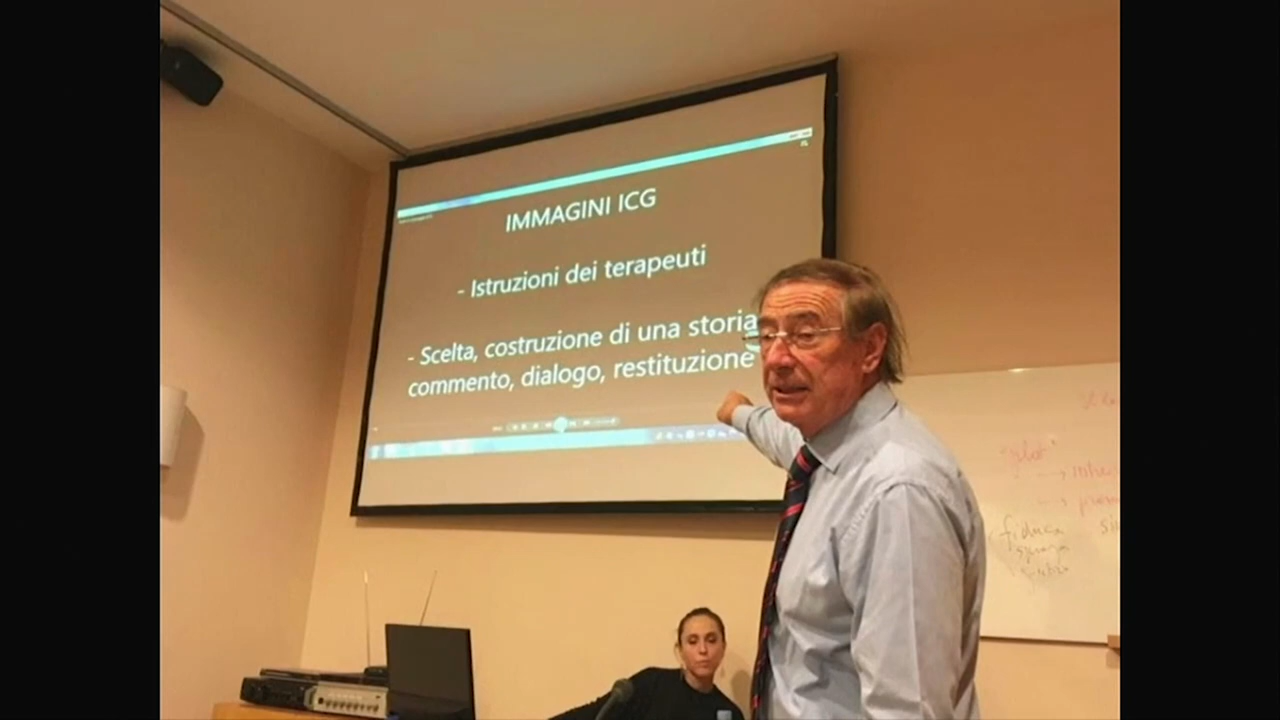 IMMAGINI ICG
- Istruzioni dei terapeuti
- Scelta, costruzione di una storia
commento, dialogo, restituzione
fiducia